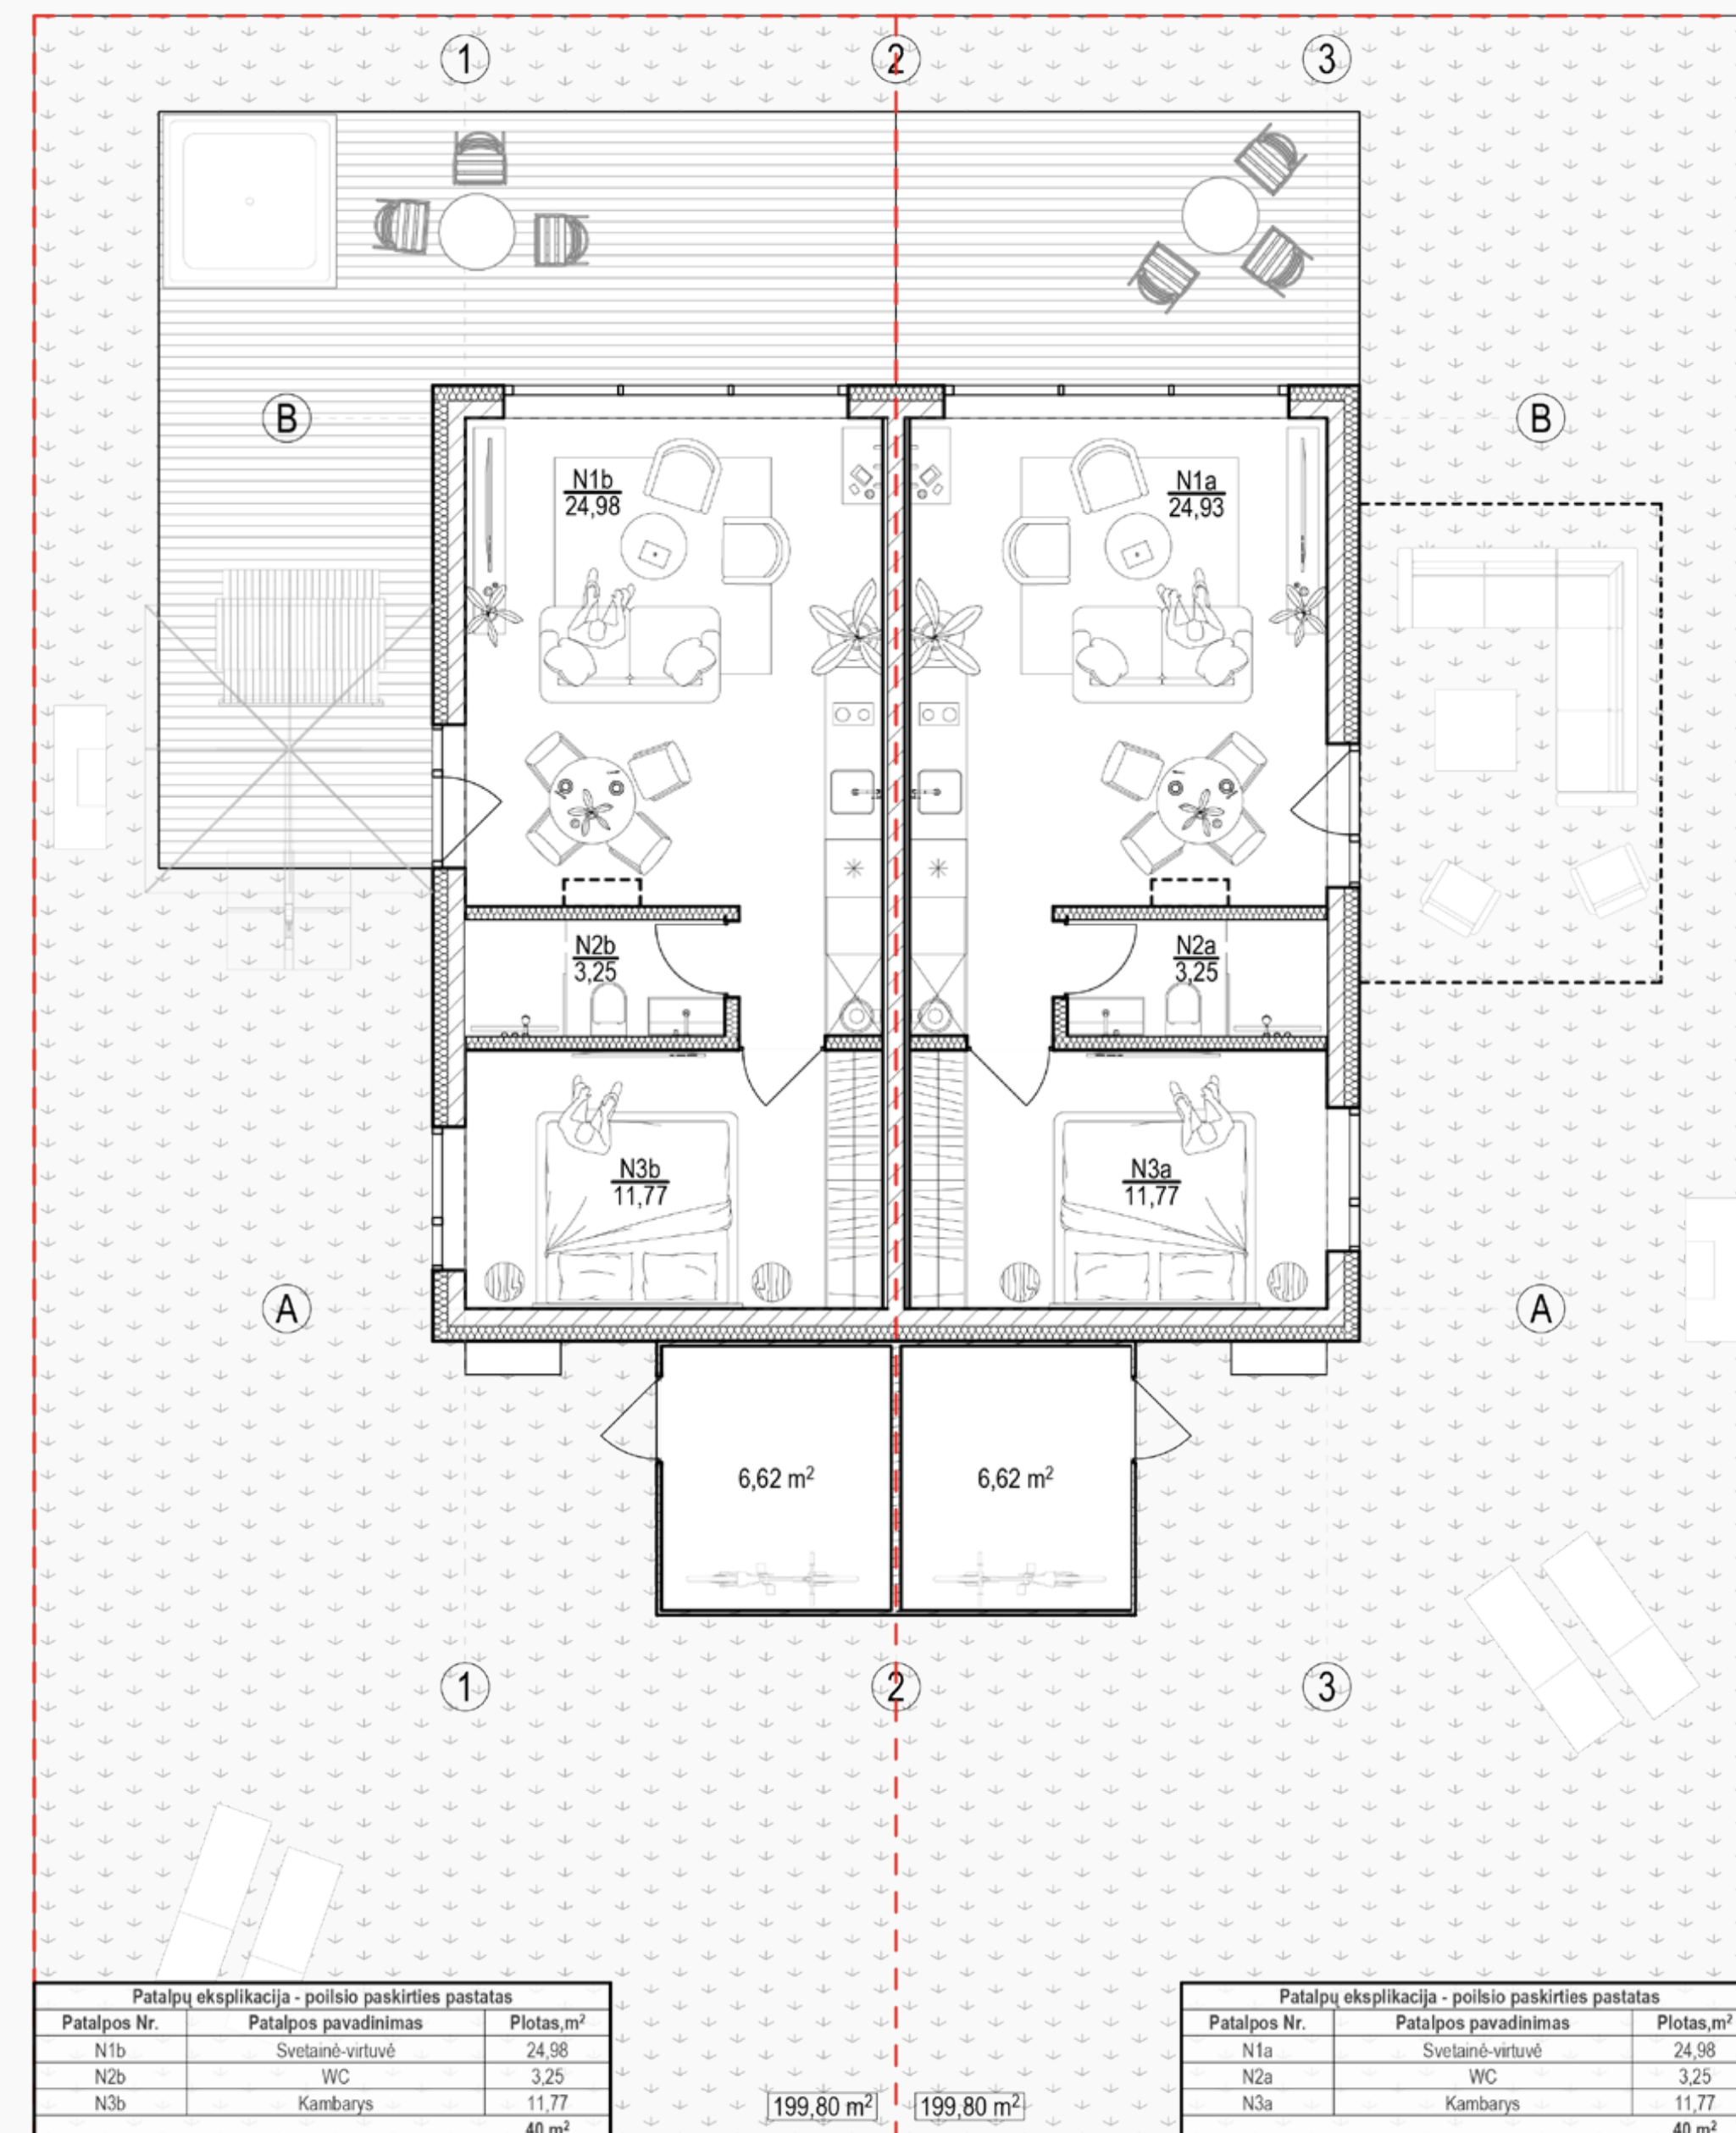 1 2 3
B B
N1b N1a
24,98 24,93
N2b N2a
3,25 3,25
N3b N3a
11,77 11,77
A A
6,62 m² 6,62 m²
1 2 3
Patalpų eksplikacija - poilsio paskirties pastatas
Patalpos Nr. Patalpos pavadinimas Plotas,m²
N1b Svetainė-virtuvė 24,98
N2b WC 3,25
N3b Kambarys 11,77
40 m²
199,80 m² 199,80 m²
Patalpų eksplikacija - poilsio paskirties pastatas
Patalpos Nr. Patalpos pavadinimas Plotas,m²
N1a Svetainė-virtuvė 24,98
N2a WC 3,25
N3a Kambarys 11,77
40 m²